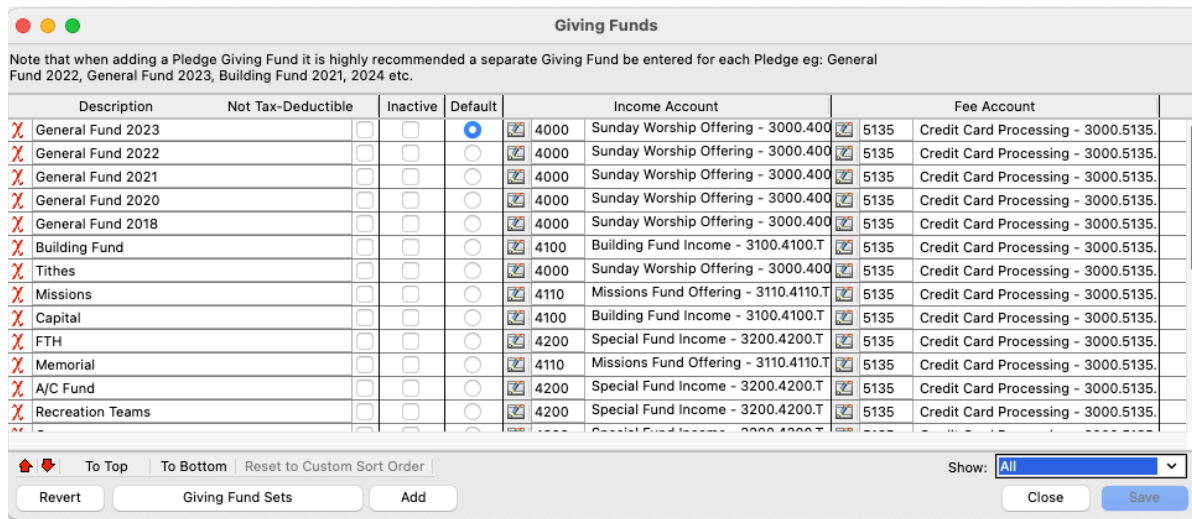 Giving Funds
Note that when adding a Pledge Giving Fund it is highly recommended a separate Giving Fund be entered for each Pledge eg: General
Fund 2022, General Fund 2023, Building Fund 2021, 2024 etc.
Description Not Tax-Deductible Inactive Default Income Account Fee Account
General Fund 2023 4000 Sunday Worship Offering - 3000.400 5135 Credit Card Processing - 3000.5135.
General Fund 2022 4000 Sunday Worship Offering - 3000.400 5135 Credit Card Processing - 3000.5135.
General Fund 2021 4000 Sunday Worship Offering - 3000.400 5135 Credit Card Processing - 3000.5135.
General Fund 2020 4000 Sunday Worship Offering - 3000.400 5135 Credit Card Processing - 3000.5135.
General Fund 2018 4000 Sunday Worship Offering - 3000.400 5135 Credit Card Processing - 3000.5135.
Building Fund 4100 Building Fund Income - 3100.4100.T 5135 Credit Card Processing - 3000.5135.
Tithes 4000 Sunday Worship Offering - 3000.400 5135 Credit Card Processing - 3000.5135.
Missions 4110 Missions Fund Offering - 3110.4110.T 5135 Credit Card Processing - 3000.5135.
Capital 4100 Building Fund Income - 3100.4100.T 5135 Credit Card Processing - 3000.5135.
FTH 4200 Special Fund Income - 3200.4200.T 5135 Credit Card Processing - 3000.5135.
Memorial 4110 Missions Fund Offering - 3110.4110.T 5135 Credit Card Processing - 3000.5135.
A/C Fund 4200 Special Fund Income - 3200.4200.T 5135 Credit Card Processing - 3000.5135.
Recreation Teams 4200 Special Fund Income - 3200.4200.T 5135 Credit Card Processing - 3000.5135.
To Top To Bottom Reset to Custom Sort Order Show: All
Revert Giving Fund Sets Add Close Save